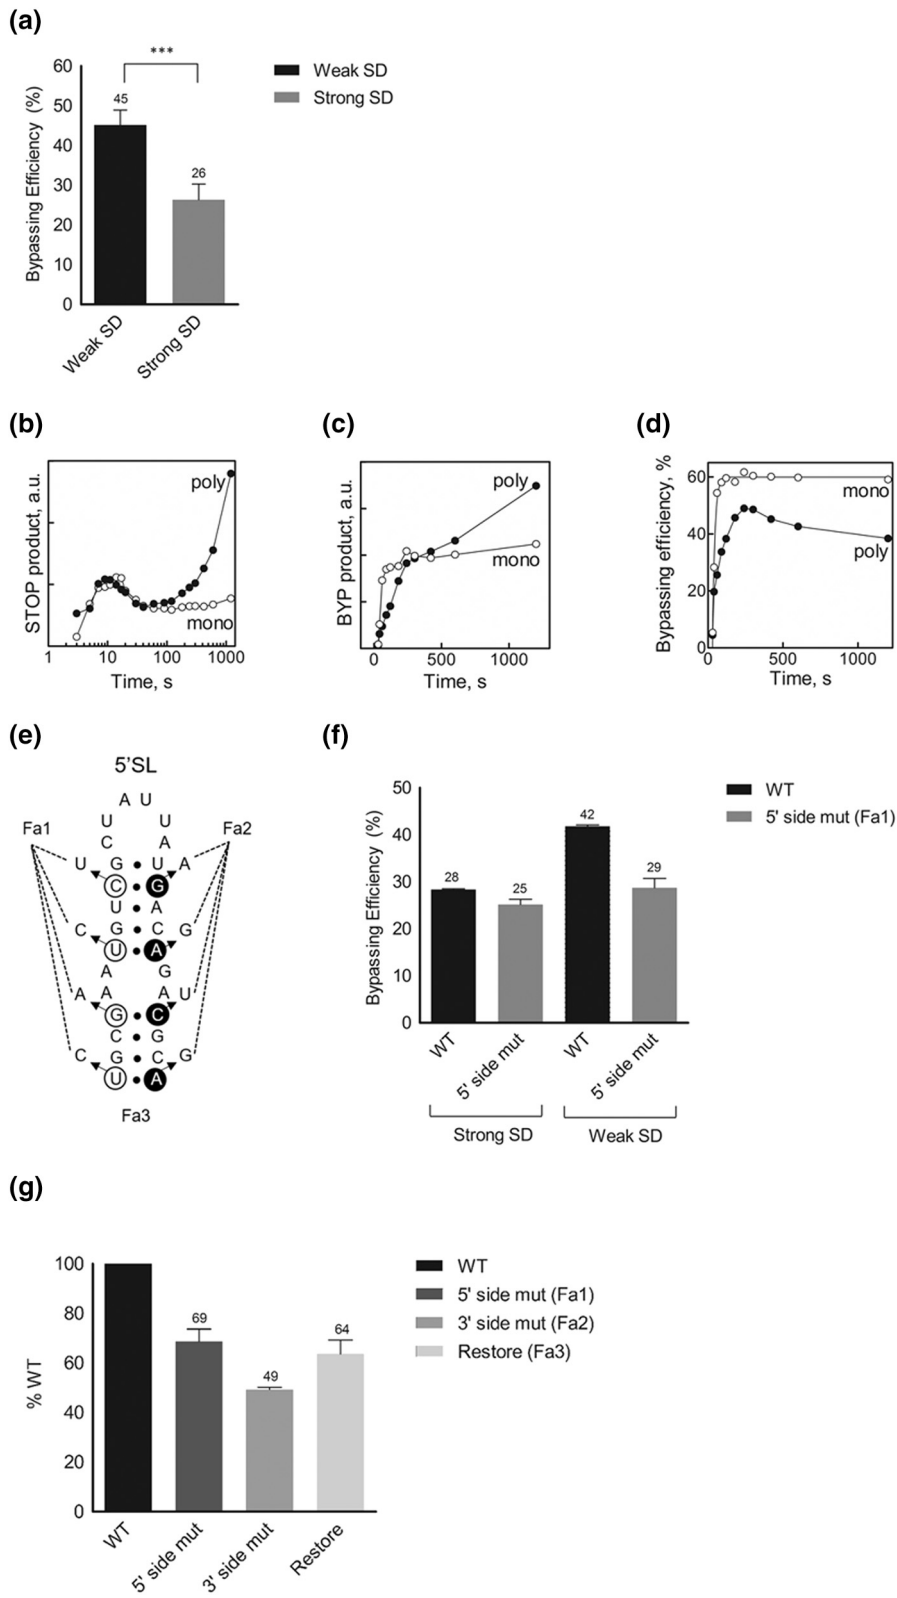 (a)
***
Weak SD
Strong SD
Bypassing Efficiency (%)
60
50
40
30
20
10
0
45
26
Weak SD
Strong SD
(b)
STOP product, a.u.
poly
mono
1
10
100
1000
Time, s
(c)
BYP product, a.u.
poly
mono
0
500
1000
Time, s
(d)
Bypassing efficiency, %
60
40
20
0
mono
poly
0
500
1000
Time, s
(e)
5'SL
A U
U U
C A
Fa1
Fa2
U G • U A
C • G
U • A
C G • C G
U • A
A G
A A A U
G • C
C • G
C G • C G
U • A
Fa3
(f)
Bypassing Efficiency (%)
50
40
30
20
10
0
28
25
42
29
WT
5' side mut (Fa1)
WT
5' side mut
WT
5' side mut
Strong SD
Weak SD
(g)
% WT
100
80
60
40
20
0
69
49
64
WT
5' side mut (Fa1)
3' side mut (Fa2)
Restore (Fa3)
WT
5' side mut
3' side mut
Restore